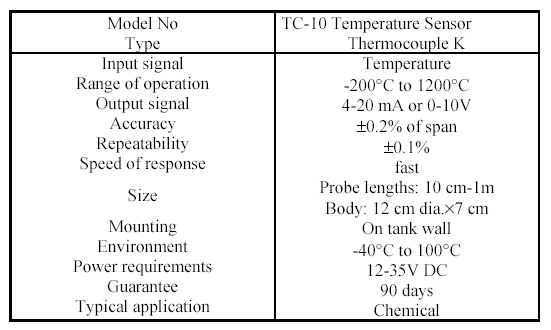 Model No TC-10 Temperature Sensor
Type Thermocouple K
Input signal Temperature
Range of operation -200°C to 1200°C
Output signal 4-20 mA or 0-10V
Accuracy ±0.2% of span
Repeatability ±0.1%
Speed of response fast
Size Probe lengths: 10 cm-1m
Body: 12 cm dia.×7 cm
Mounting On tank wall
Environment -40°C to 100°C
Power requirements 12-35V DC
Guarantee 90 days
Typical application Chemical